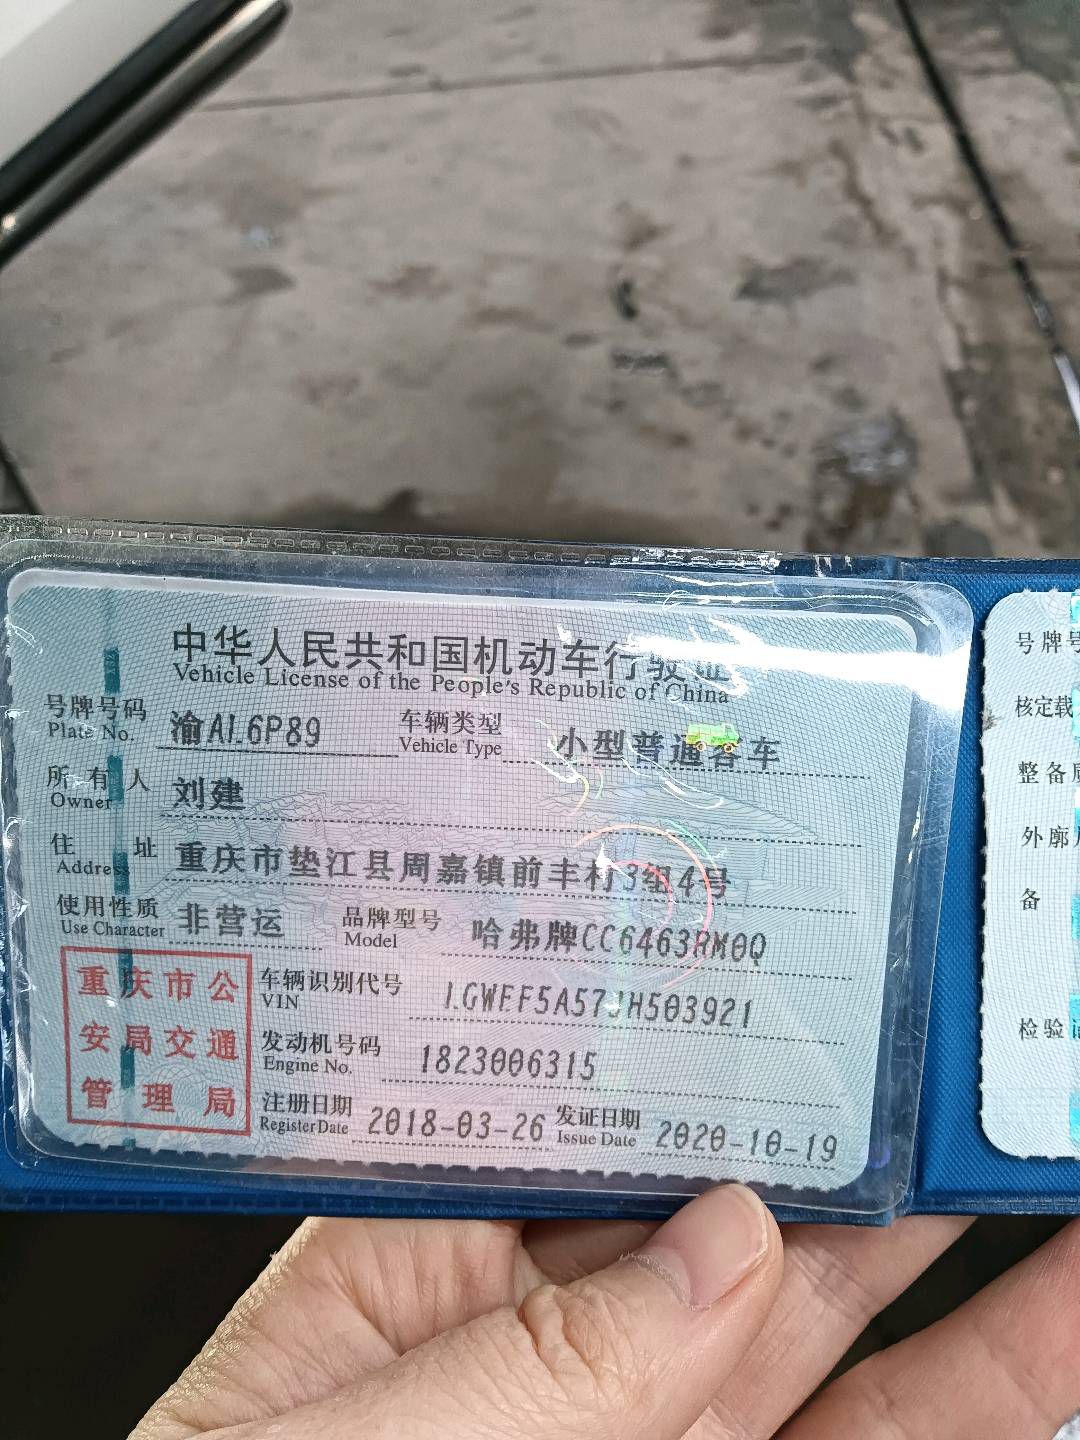 中华人民共和国机动车行驶证
Vehicle License of the People's Republic of China
号牌号码 渝AL6P89 车辆类型 小型普通客车
Plate No. Vehicle Type
所有人 刘建
Owner
住址 重庆市垫江县周嘉镇前丰村3组4号
Address
使用性质 非营运 品牌型号 哈弗牌CC6463RM0Q
Use Character Model
重庆市公
安局交通
管理局
车辆识别代号 LGWEF5A57JH503921
VIN
发动机号码 1823006315
Engine No.
注册日期 2018-03-26 发证日期 2020-10-19
Register Date Issue Date
号牌号
核定载
整备质
外廓
备
检验